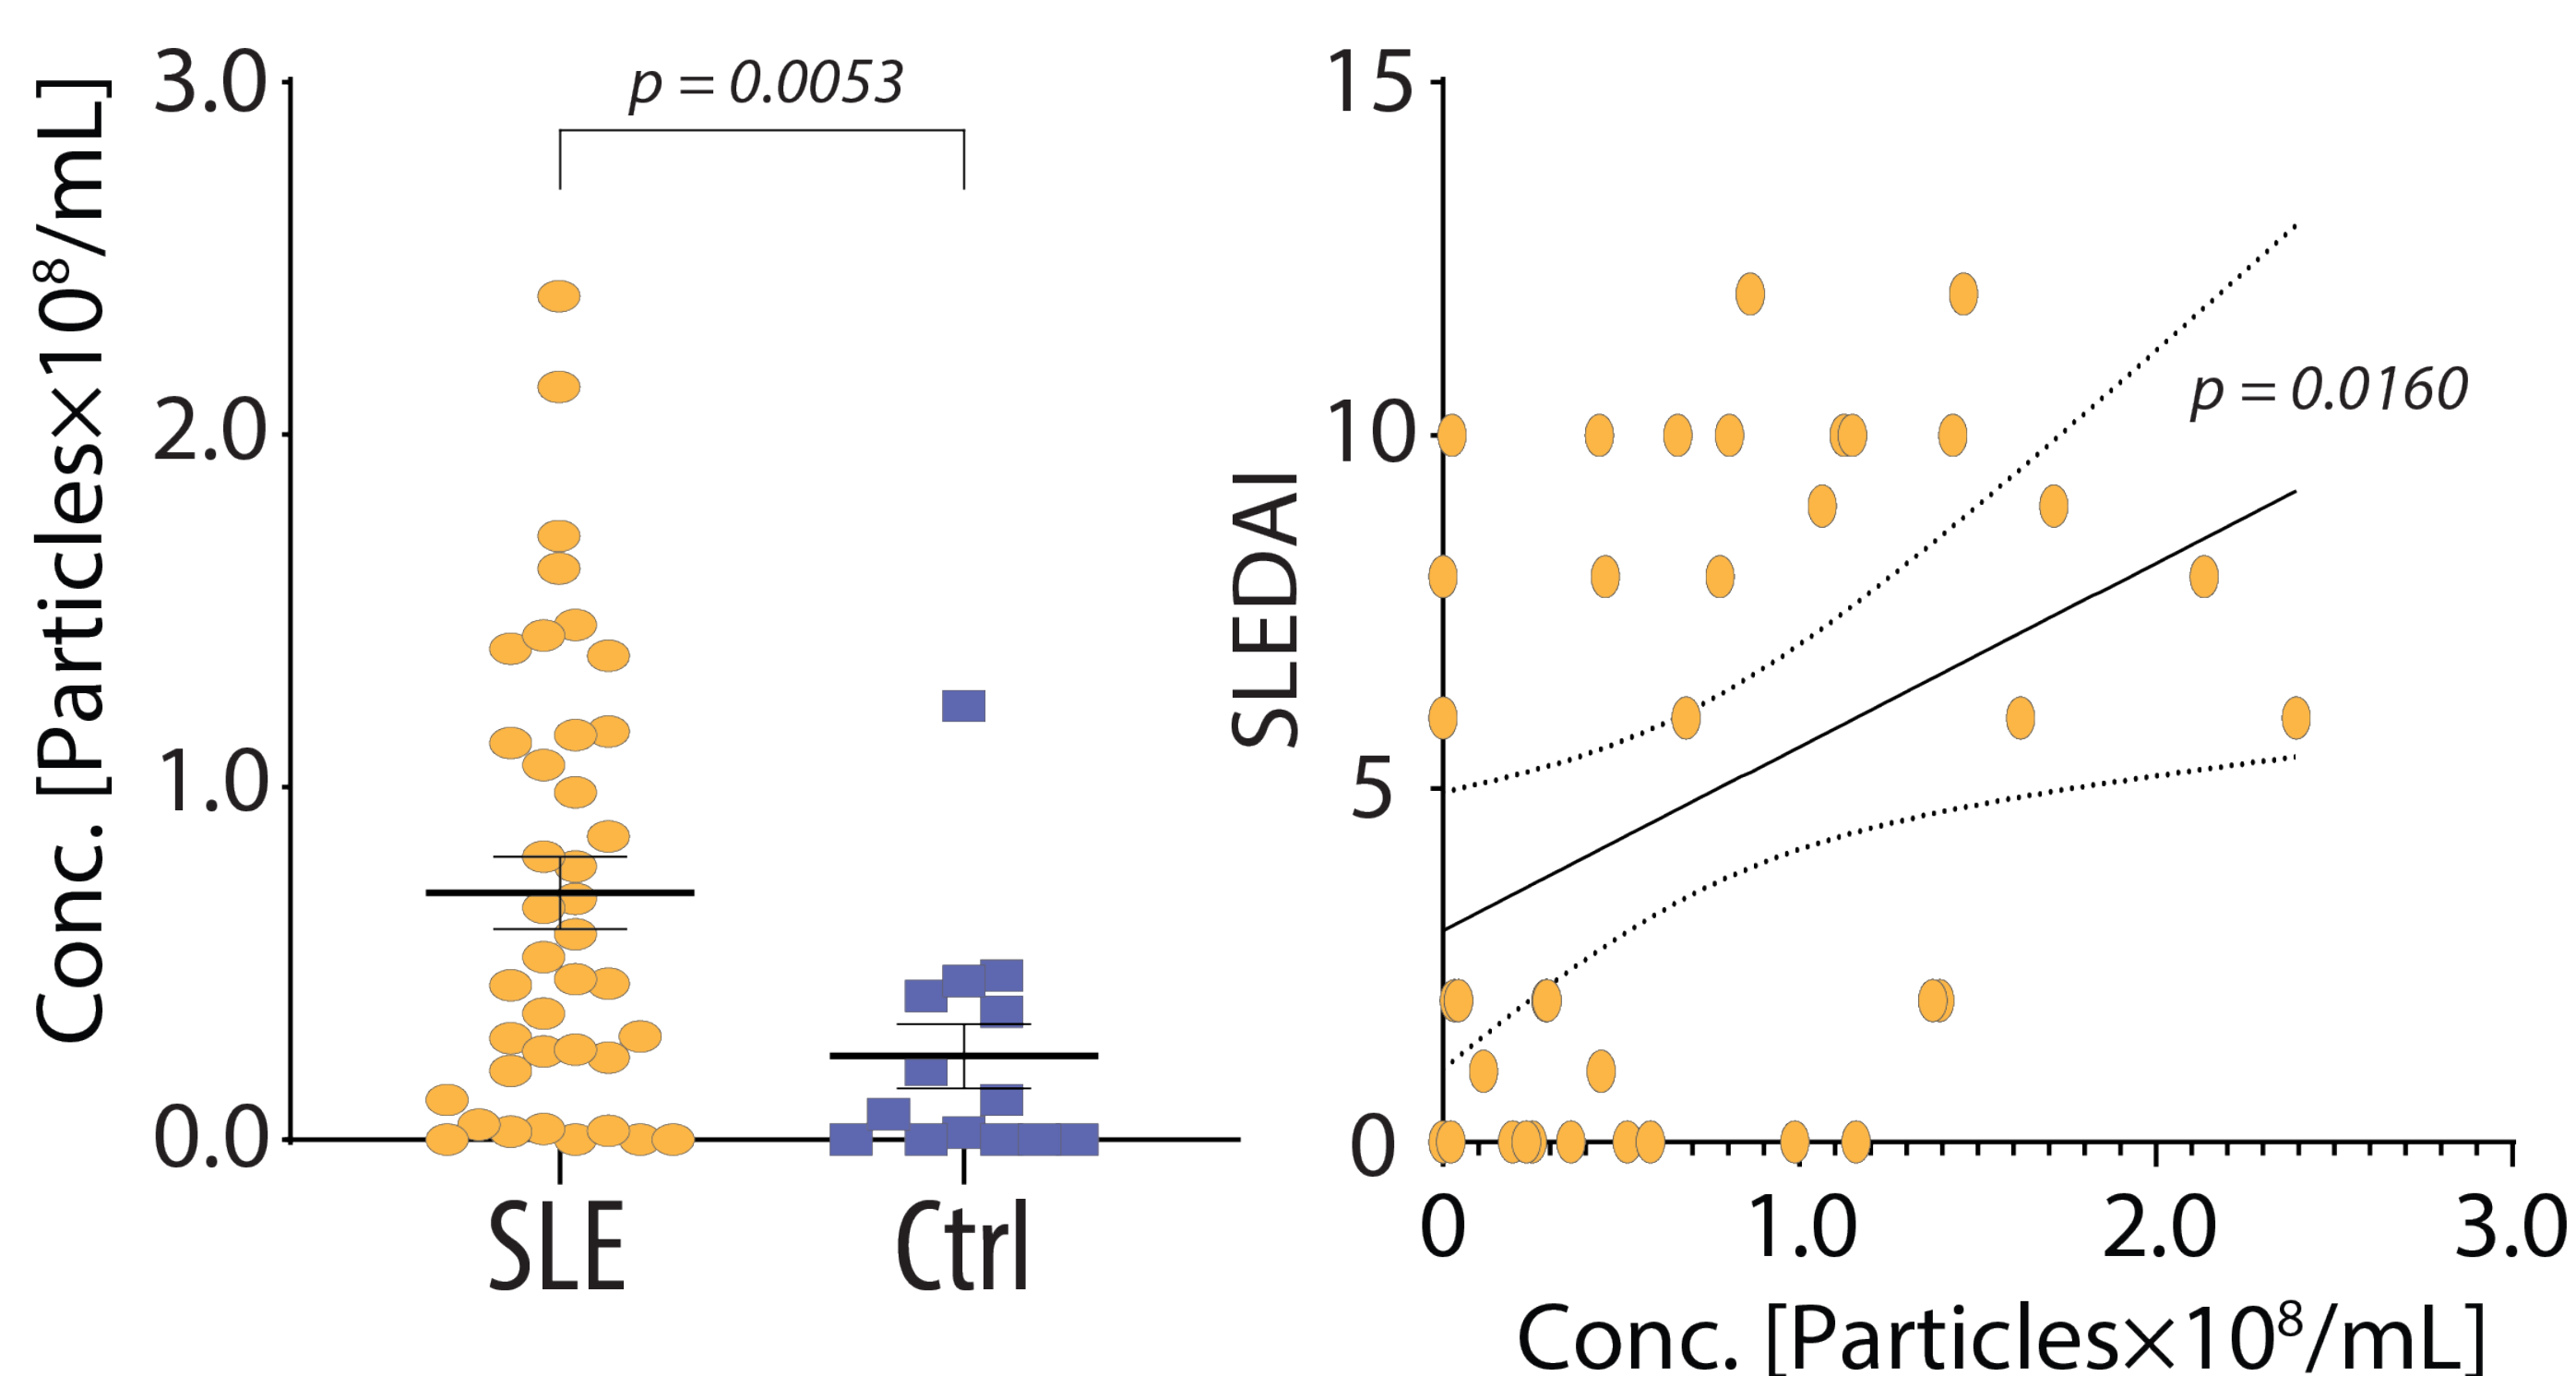 Conc. [Particles×10⁸/mL]
3.0
2.0
1.0
0.0
p = 0.0053
SLE
Ctrl
SLEDAI
15
10
5
0
p = 0.0160
0
1.0
2.0
3.0
Conc. [Particles×10⁸/mL]